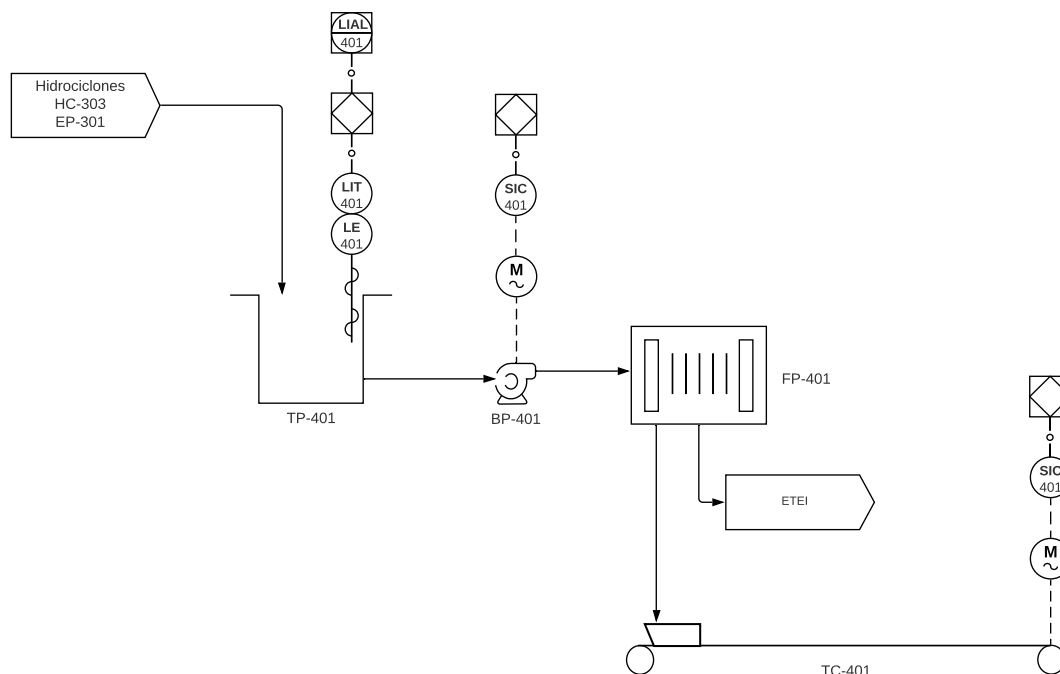 LIAL
401
Hidrociclones
HC-303
EP-301
LIT
401
LE
401
SIC
401
M
TP-401
BP-401
FP-401
ETEI
SIC
401
M
TC-401